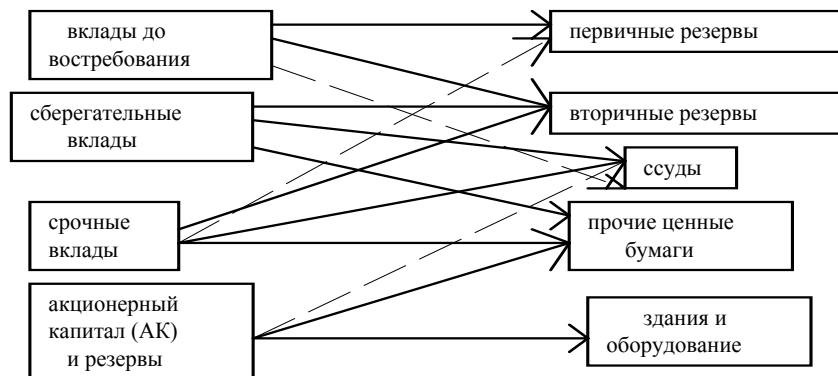 вклады до
востребования
первичные резервы
сберегательные
вклады
вторичные резервы
ссуды
срочные
вклады
прочие ценные
бумаги
акционерный
капитал (АК)
и резервы
здания и
оборудование